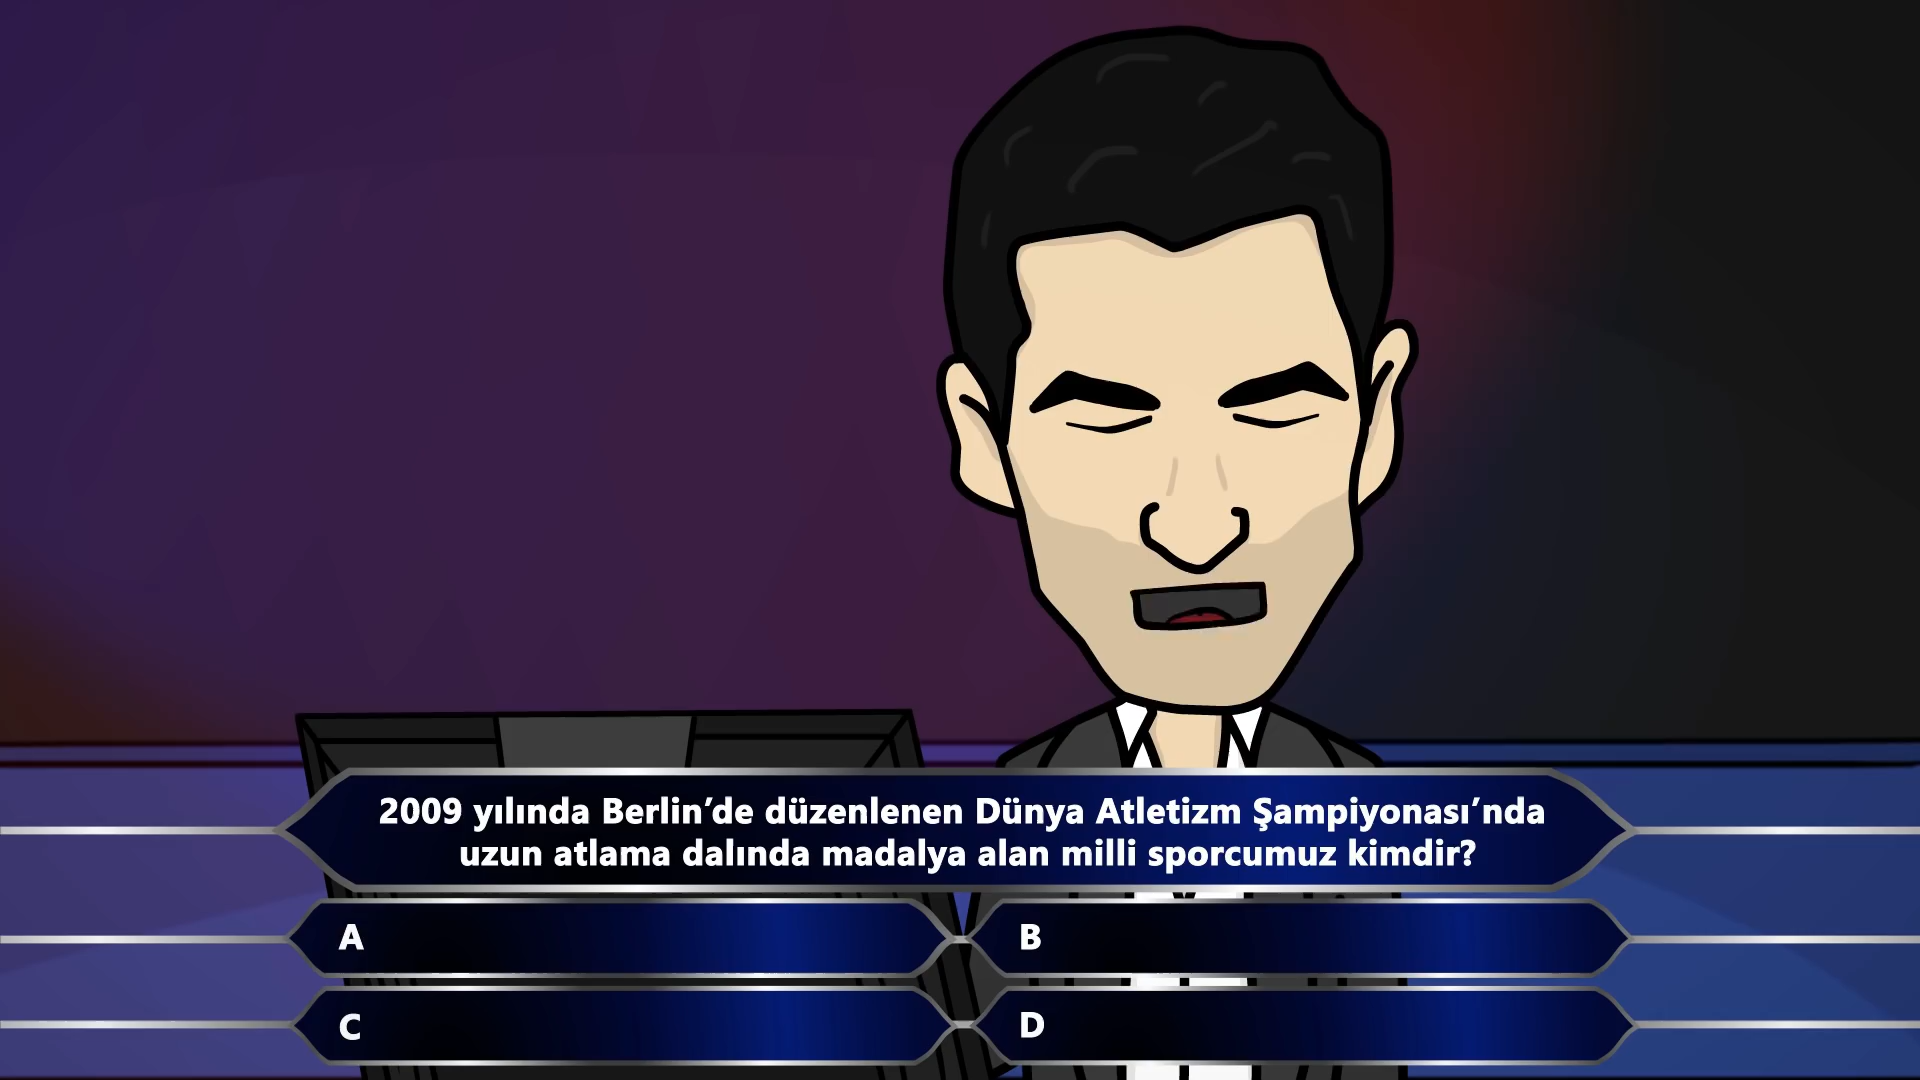 2009 yılında Berlin’de düzenlenen Dünya Atletizm Şampiyonası’nda
uzun atlama dalında madalya alan milli sporcumuz kimdir?
A
B
C
D